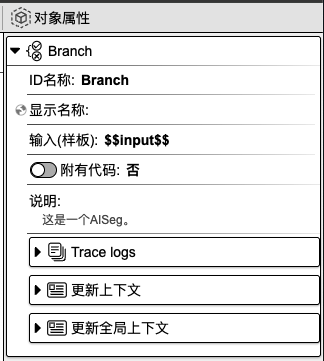 对象属性
Branch
ID名称: Branch
显示名称:
输入(样板): $$input$$
附有代码: 否
说明:
这是一个AISeg。
Trace logs
更新上下文
更新全局上下文